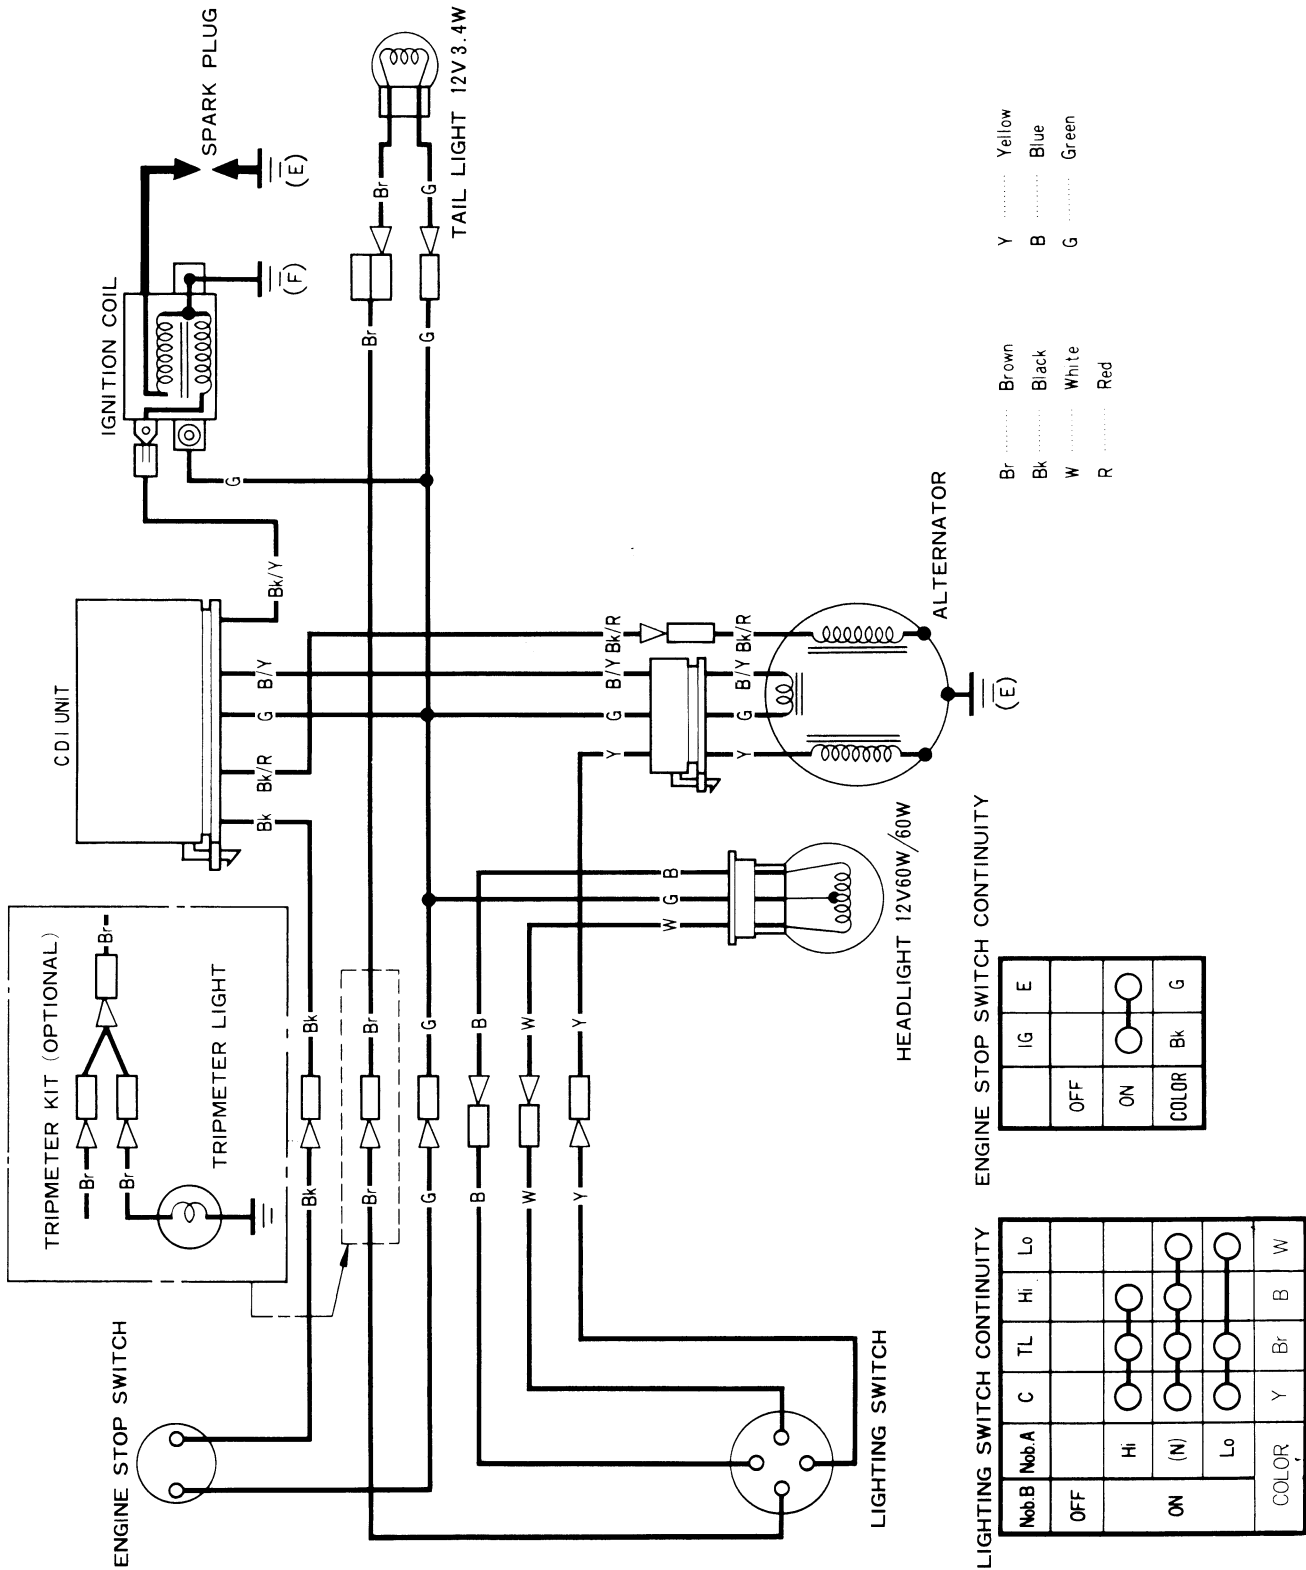 SPARK PLUG
(E)
IGNITION COIL
(F)
TAIL LIGHT 12V3.4W
Br
G
Br
G
G
Bk/Y
CDI UNIT
B/Y
G
Bk/R
Bk
Bk/R
B/Y
G
Y
Bk/R
B/Y
G
Y
ALTERNATOR
(E)
HEADLIGHT 12V60W/60W
B
G
W
TRIPMETER KIT (OPTIONAL)
Br
Br
Br
TRIPMETER LIGHT
Bk
Br
G
B
W
Y
Bk
Br
G
B
W
Y
ENGINE STOP SWITCH
LIGHTING SWITCH
Br Brown
Bk Black
W White
R Red
Y Yellow
B Blue
G Green
LIGHTING SWITCH CONTINUITY
Nob.B Nob.A C TL Hi Lo
OFF
ON Hi
(N)
Lo
COLOR Y Br B W
ENGINE STOP SWITCH CONTINUITY
IG E
OFF
ON
COLOR Bk G